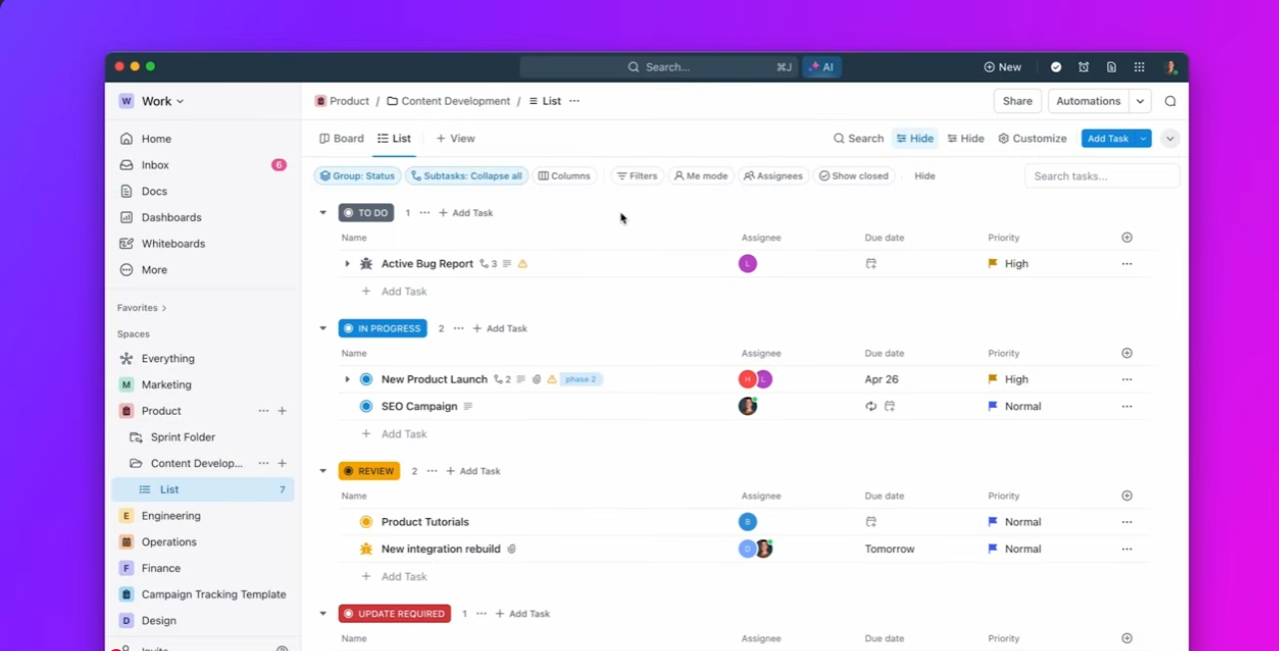 Search... ⌘J AI New
W Work
Product / Content Development / List ...
Share Automations
Home
Inbox 6
Docs
Dashboards
Whiteboards
More
Favorites
Spaces
Everything
M Marketing
Product
Sprint Folder
Content Develop...
List 7
E Engineering
Operations
F Finance
Campaign Tracking Template
D Design
Board List + View
Search Hide Hide Customize Add Task
Group: Status Subtasks: Collapse all Columns Filters Me mode Assignees Show closed Hide Search tasks...
TO DO 1 ... + Add Task
Name Assignee Due date Priority
Active Bug Report 3 L High ...
+ Add Task
IN PROGRESS 2 ... + Add Task
Name Assignee Due date Priority
New Product Launch 2 phase 2 H L Apr 26 High ...
SEO Campaign Normal ...
+ Add Task
REVIEW 2 ... + Add Task
Name Assignee Due date Priority
Product Tutorials B Normal ...
New integration rebuild D Tomorrow Normal ...
+ Add Task
UPDATE REQUIRED 1 ... + Add Task
Name Assignee Due date Priority